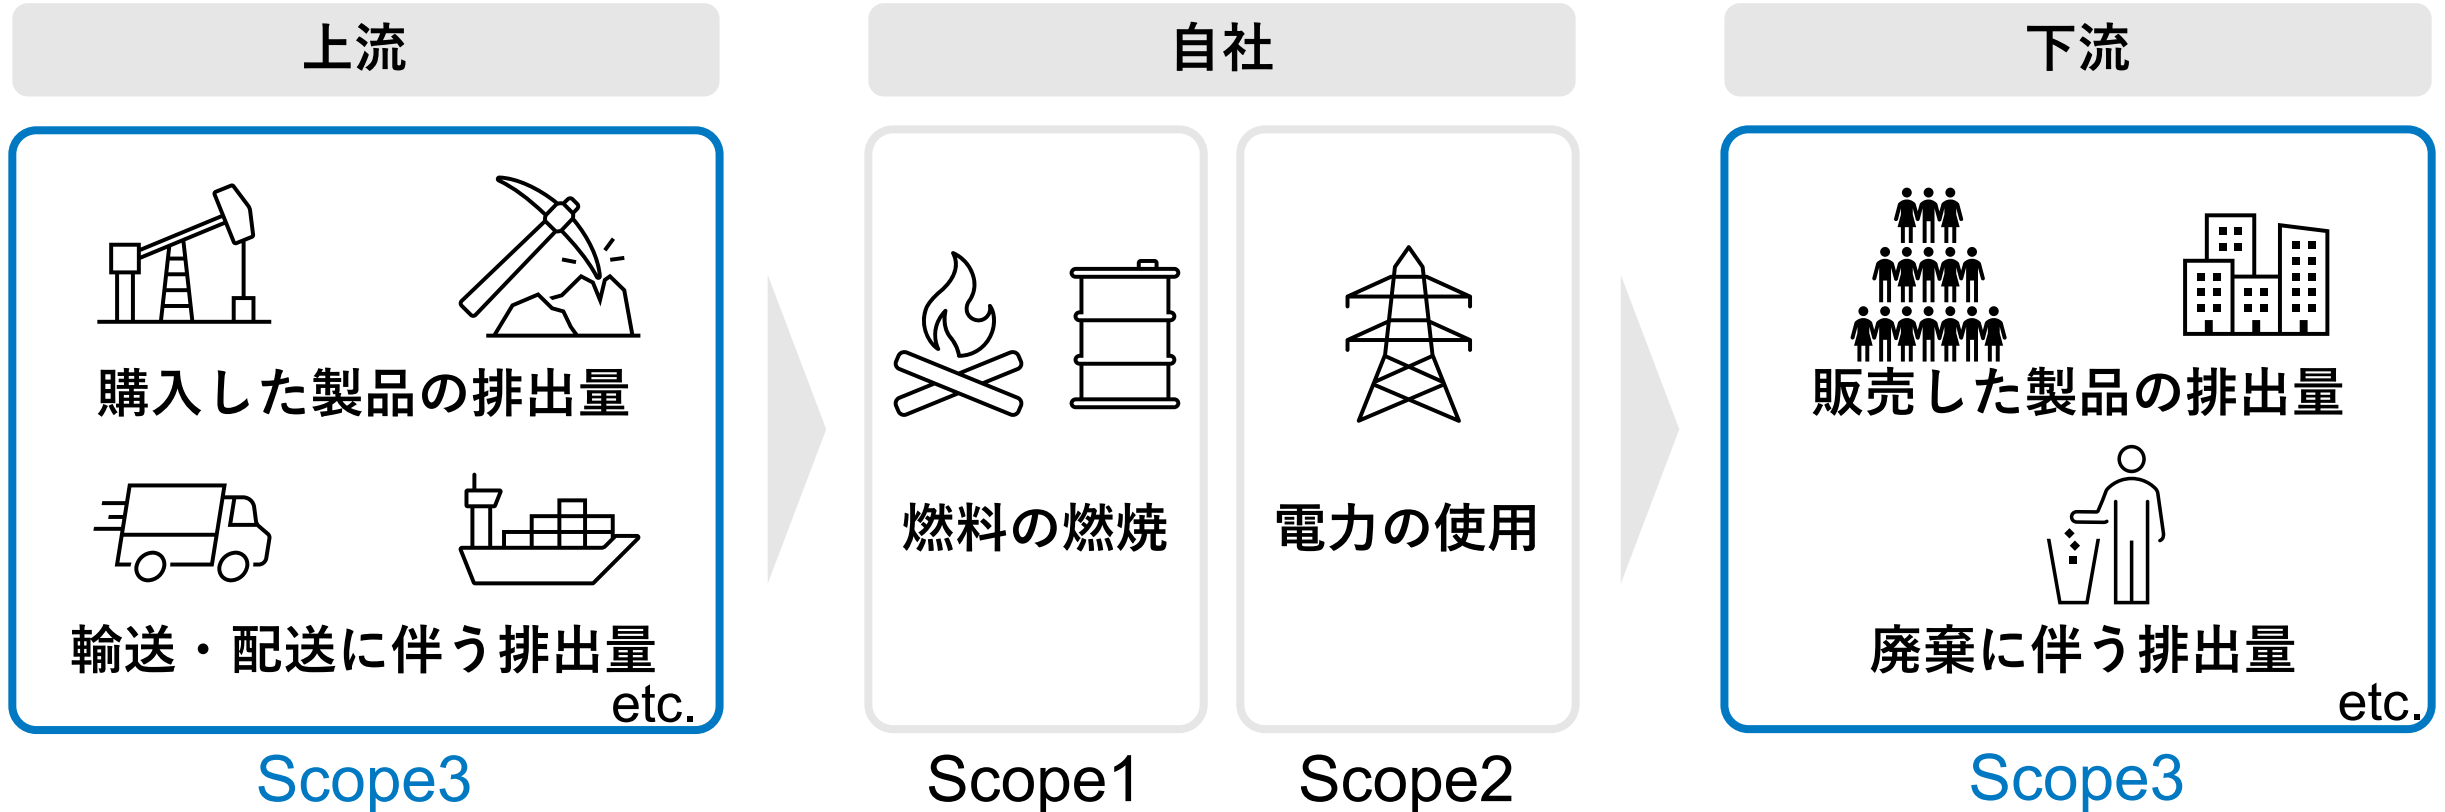 上流
購入した製品の排出量
輸送・配送に伴う排出量
etc.
Scope3
自社
燃料の燃焼
Scope1
電力の使用
Scope2
下流
販売した製品の排出量
廃棄に伴う排出量
etc.
Scope3